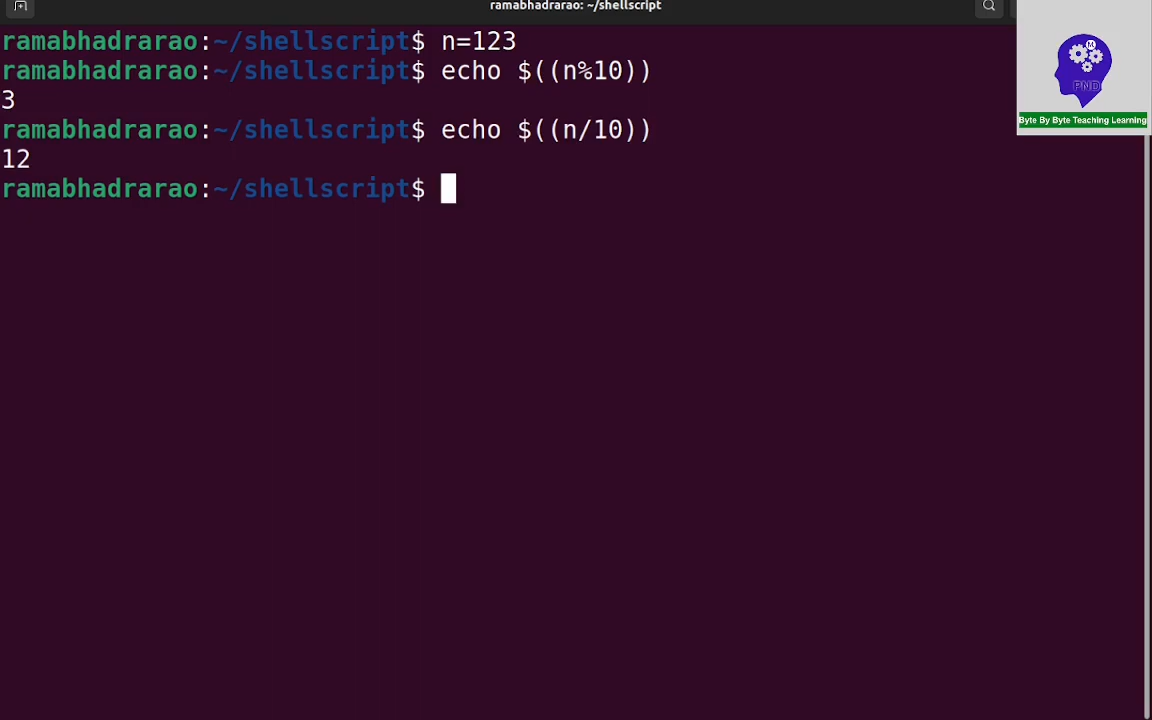 ramabhadrarao: ~/shellscript
ramabhadrarao:~/shellscript$ n=123
ramabhadrarao:~/shellscript$ echo $((n%10))
3
ramabhadrarao:~/shellscript$ echo $((n/10))
12
ramabhadrarao:~/shellscript$
PND
Byte By Byte Teaching Learning